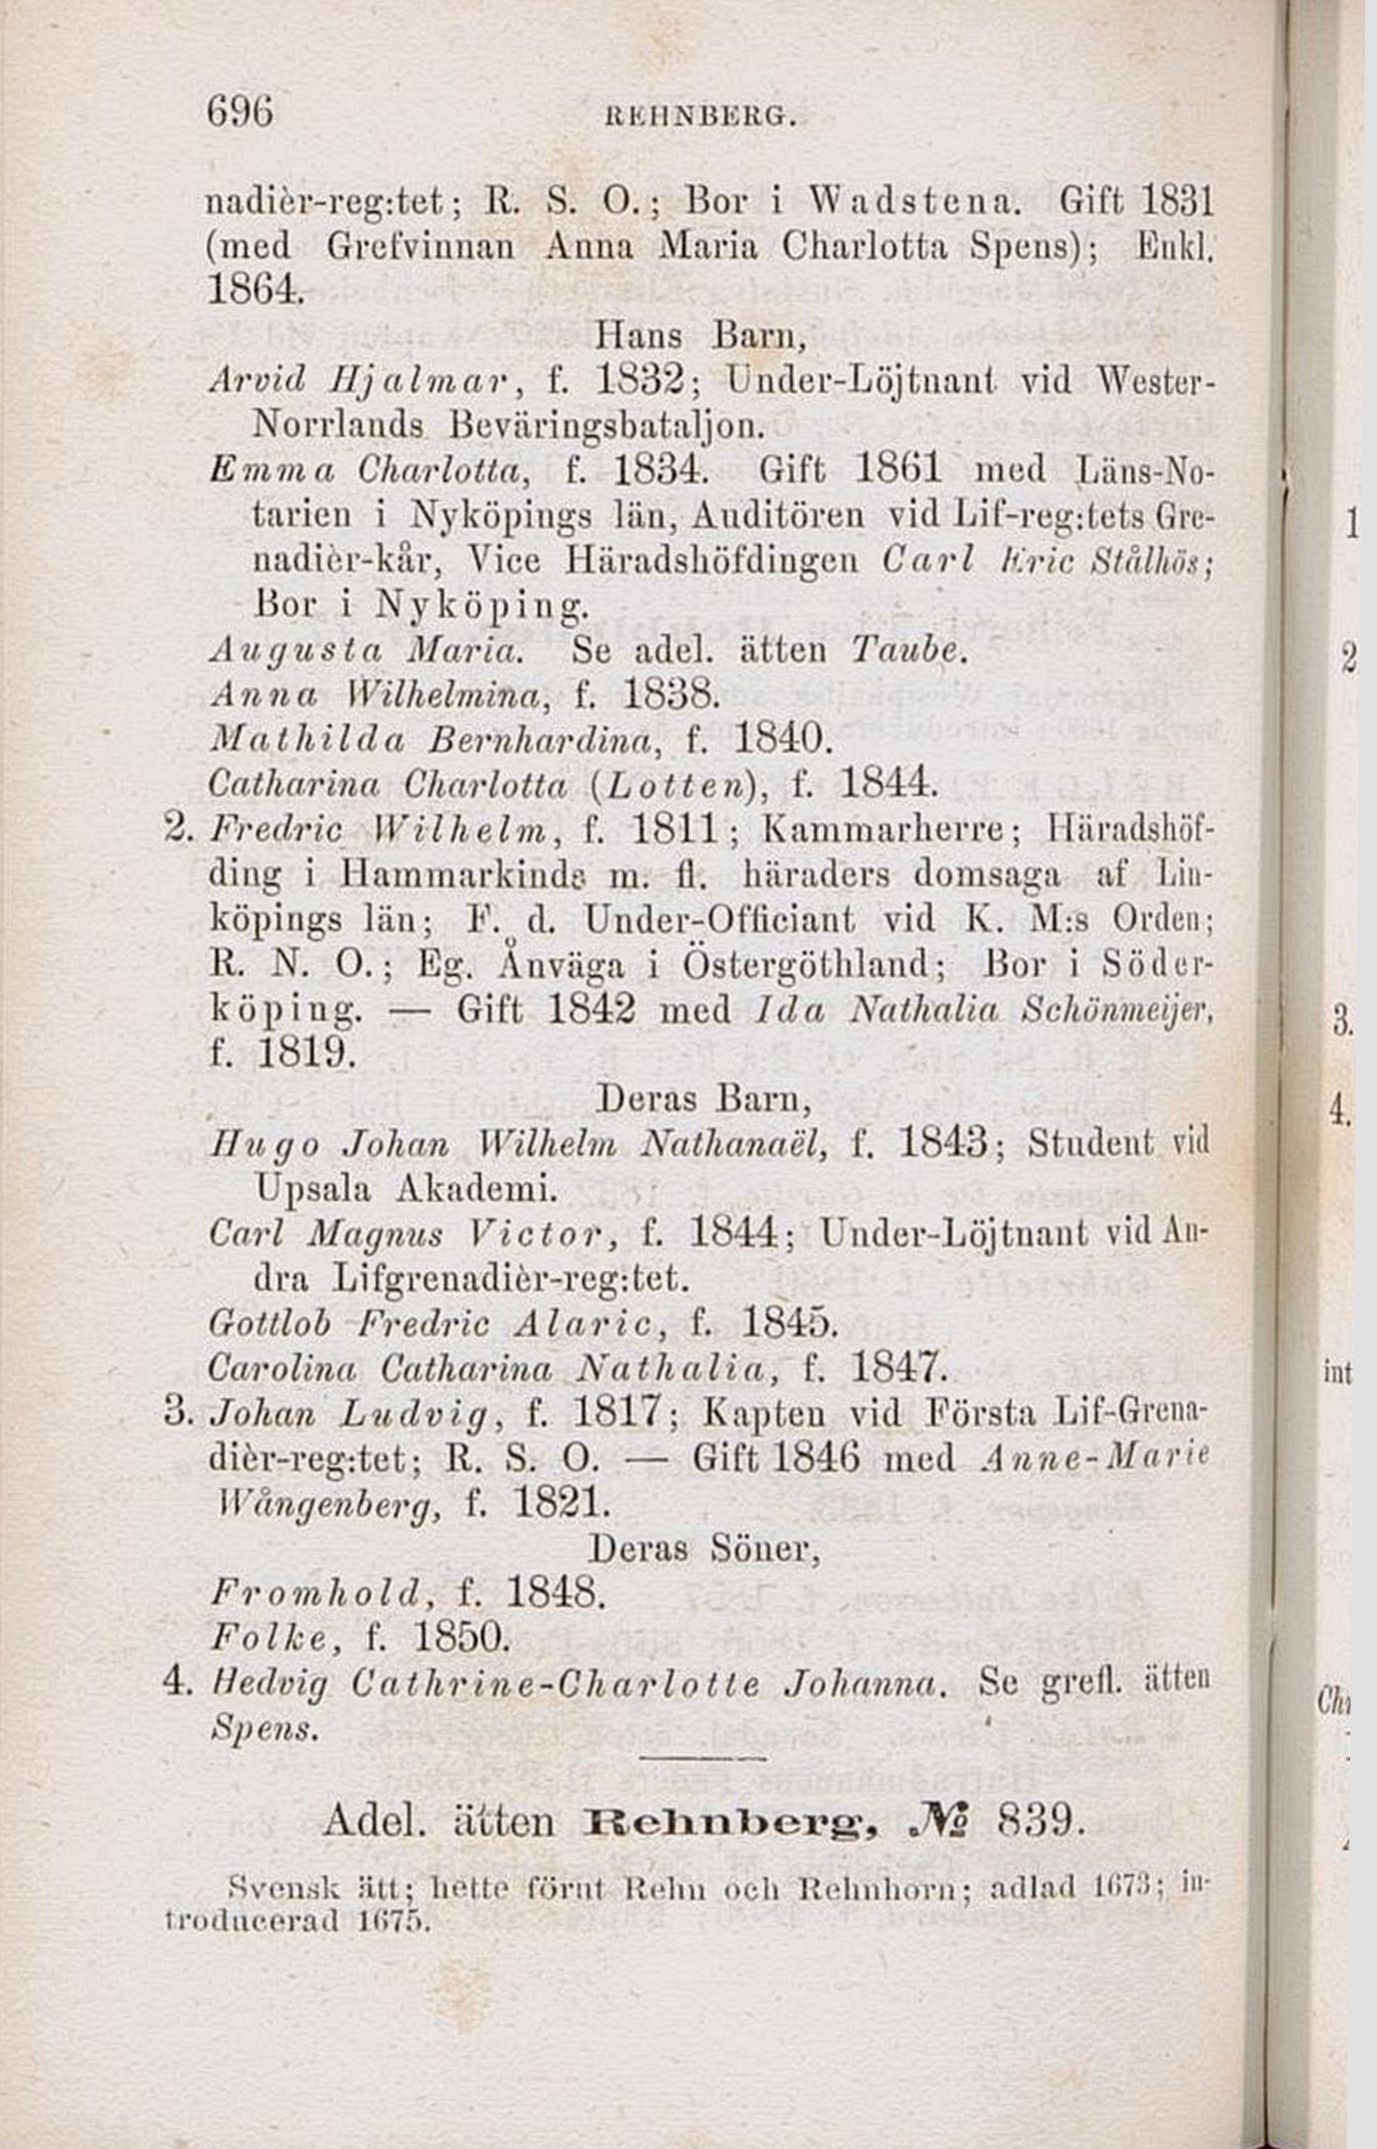 696 REHNBERG.
nadièr-reg:tet; R. S. O.; Bor i Wadstena. Gift 1831
(med Grefvinnan Anna Maria Charlotta Spens); Enkl.
1864.
Hans Barn,
Arvid Hjalmar, f. 1832; Under-Löjtnant vid Wester-
Norrlands Beväringsbataljon.
Emma Charlotta, f. 1834. Gift 1861 med Läns-No-
tarien i Nyköpings län, Auditören vid Lif-reg:tets Gre-
nadièr-kår, Vice Häradshöfdingen Carl Eric Stålhös;
Bor i Nyköping.
Augusta Maria. Se adel. ätten Taube.
Anna Wilhelmina, f. 1838.
Mathilda Bernhardina, f. 1840.
Catharina Charlotta (Lotten), f. 1844.
2. Fredric Wilhelm, f. 1811; Kammarherre; Häradshöf-
ding i Hammarkinds m. fl. häraders domsaga af Lin-
köpings län; F. d. Under-Officiant vid K. M:s Orden;
R. N. O.; Eg. Ånväga i Östergöthland; Bor i Söder-
köping. — Gift 1842 med Ida Nathalia Schönmeijer,
f. 1819.
Deras Barn,
Hugo Johan Wilhelm Nathanaël, f. 1843; Student vid
Upsala Akademi.
Carl Magnus Victor, f. 1844; Under-Löjtnant vid An-
dra Lifgrenadièr-reg:tet.
Gottlob Fredric Alaric, f. 1845.
Carolina Catharina Nathalia, f. 1847.
3. Johan Ludvig, f. 1817; Kapten vid Första Lif-Grena-
dièr-reg:tet; R. S. O. — Gift 1846 med Anne-Marie
Wångenberg, f. 1821.
Deras Söner,
Fromhold, f. 1848.
Folke, f. 1850.
4. Hedvig Cathrine-Charlotte Johanna. Se grefl. ätten
Spens.
Adel. ätten Rehnberg, № 839.
Svensk ätt; hette förut Rehn och Rehnhorn; adlad 1673; in-
troducerad 1675.
1
2
3.
4.
int